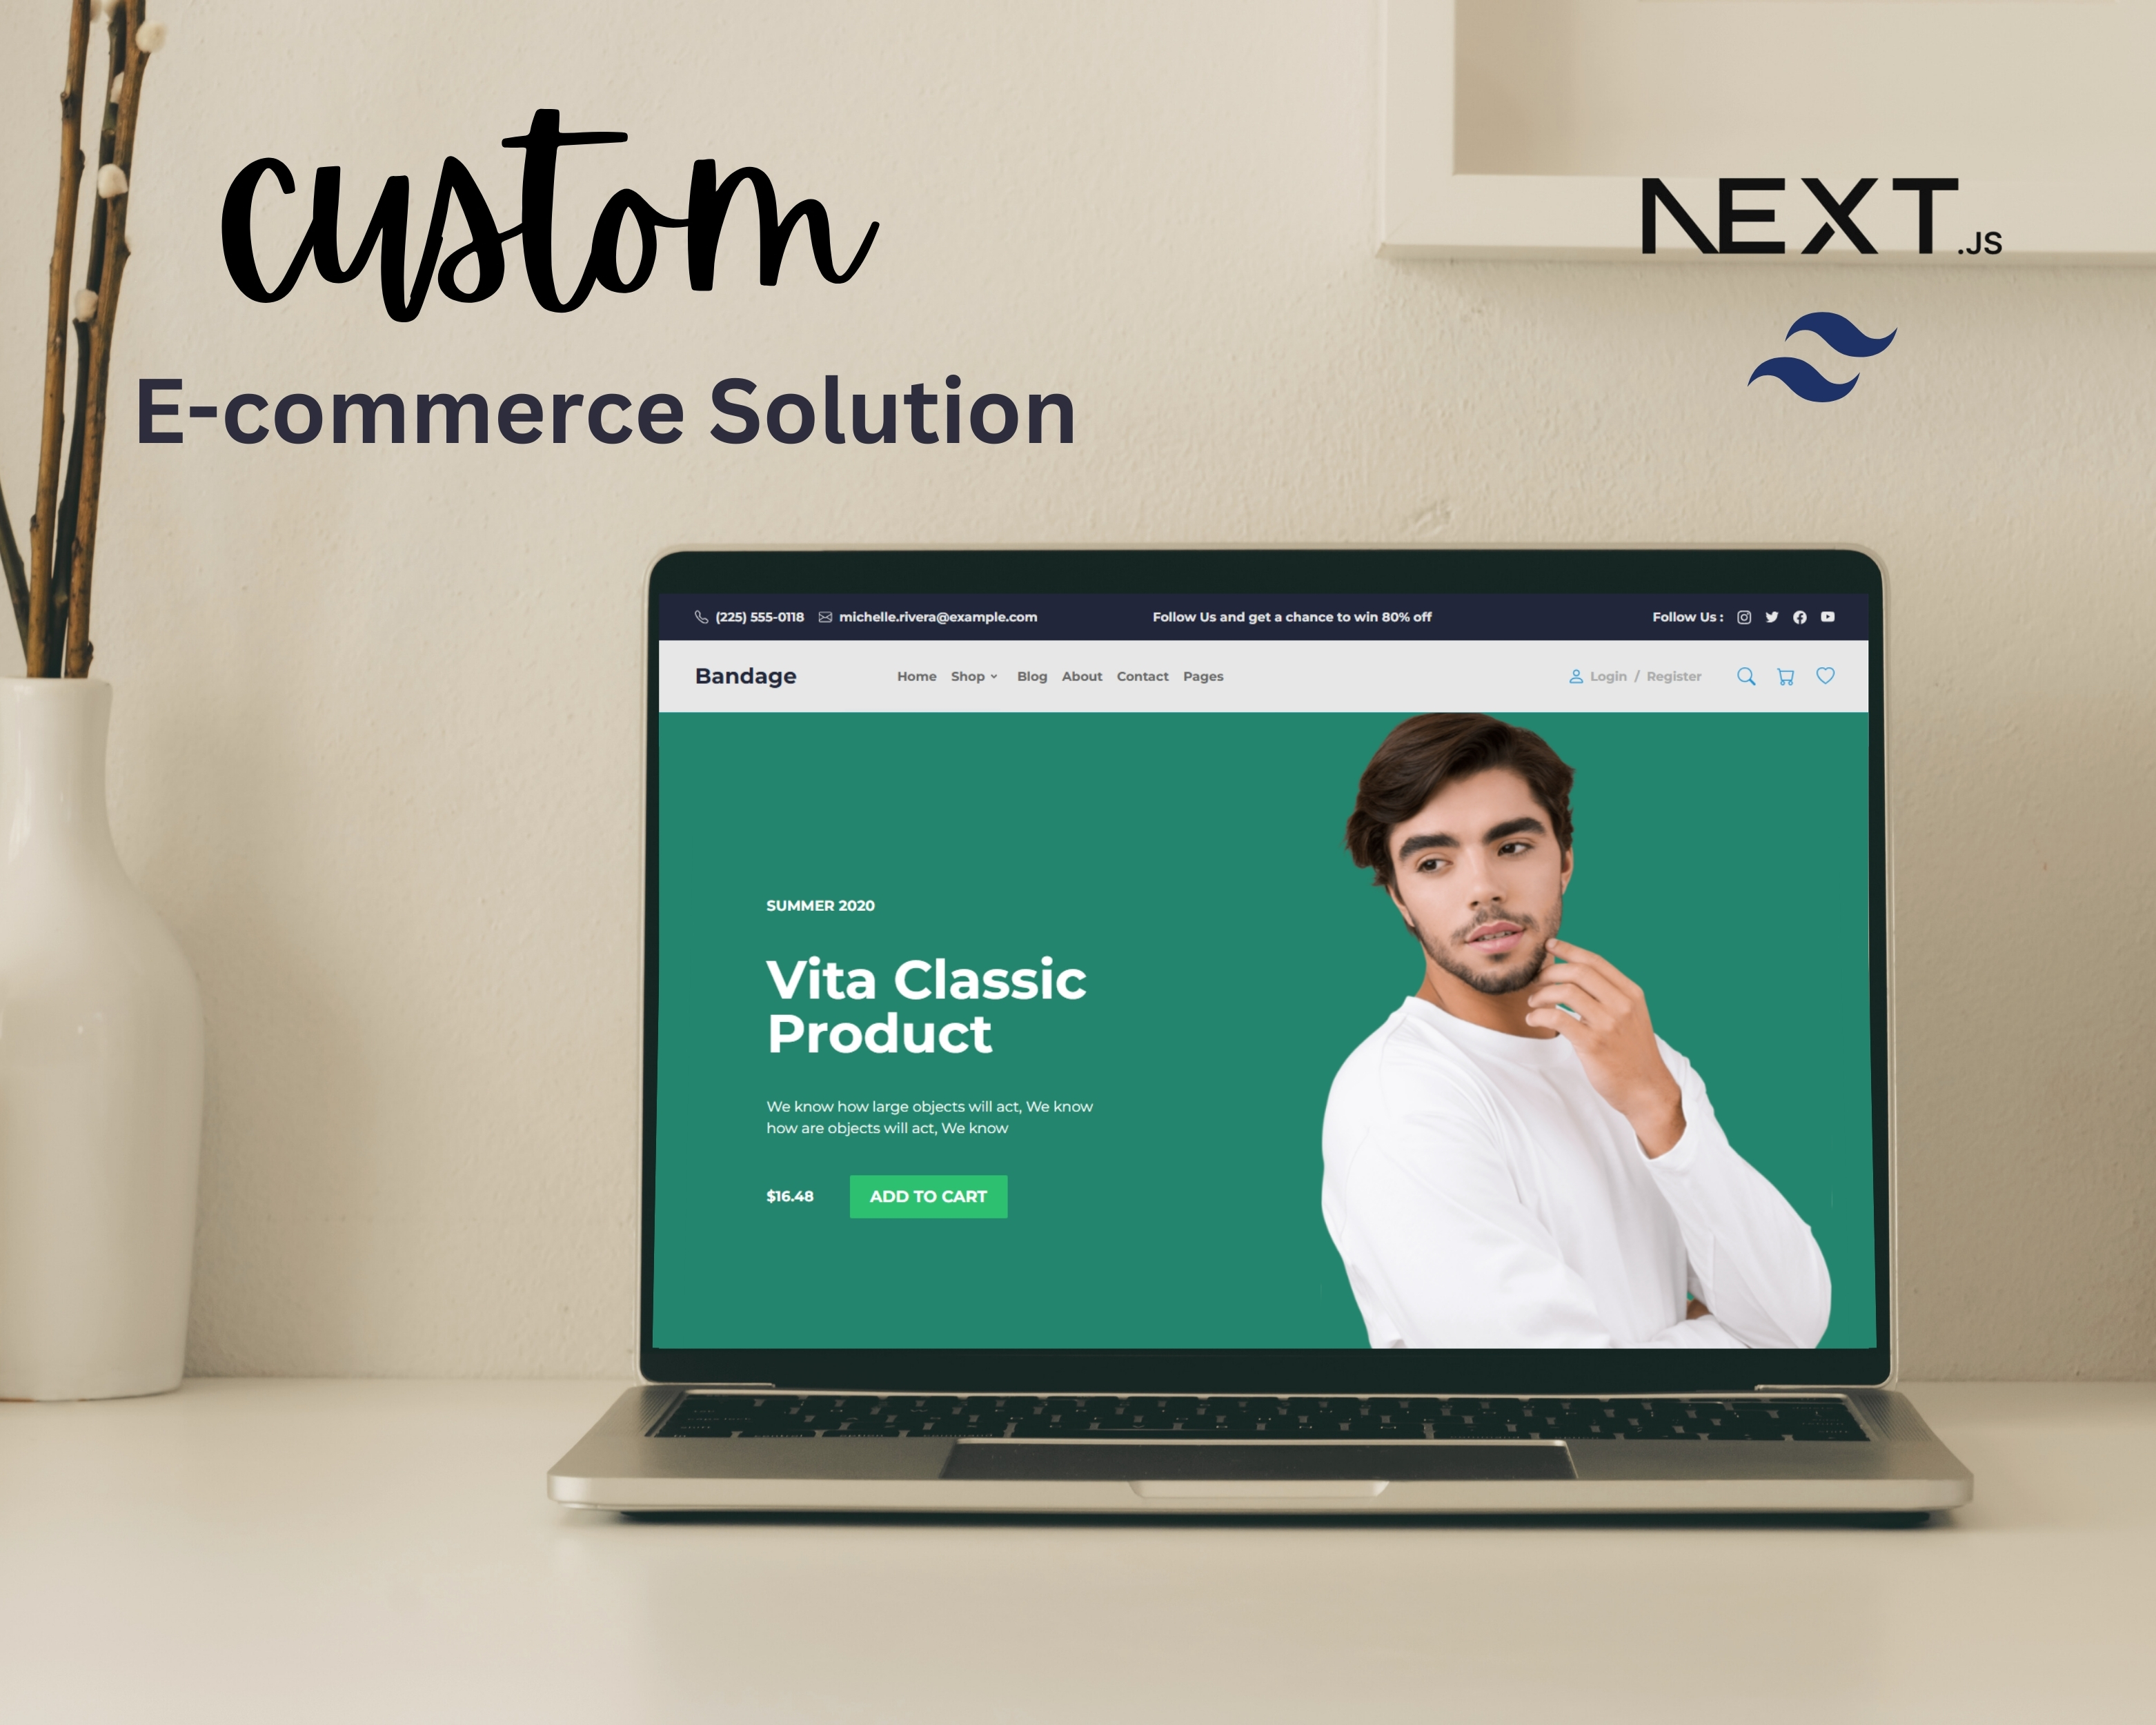 custom
E-commerce Solution
NEXT.JS
(225) 555-0118 michelle.rivera@example.com Follow Us and get a chance to win 80% off Follow Us :
Bandage Home Shop Blog About Contact Pages Login / Register
SUMMER 2020
Vita Classic
Product
We know how large objects will act, We know
how are objects will act, We know
$16.48 ADD TO CART